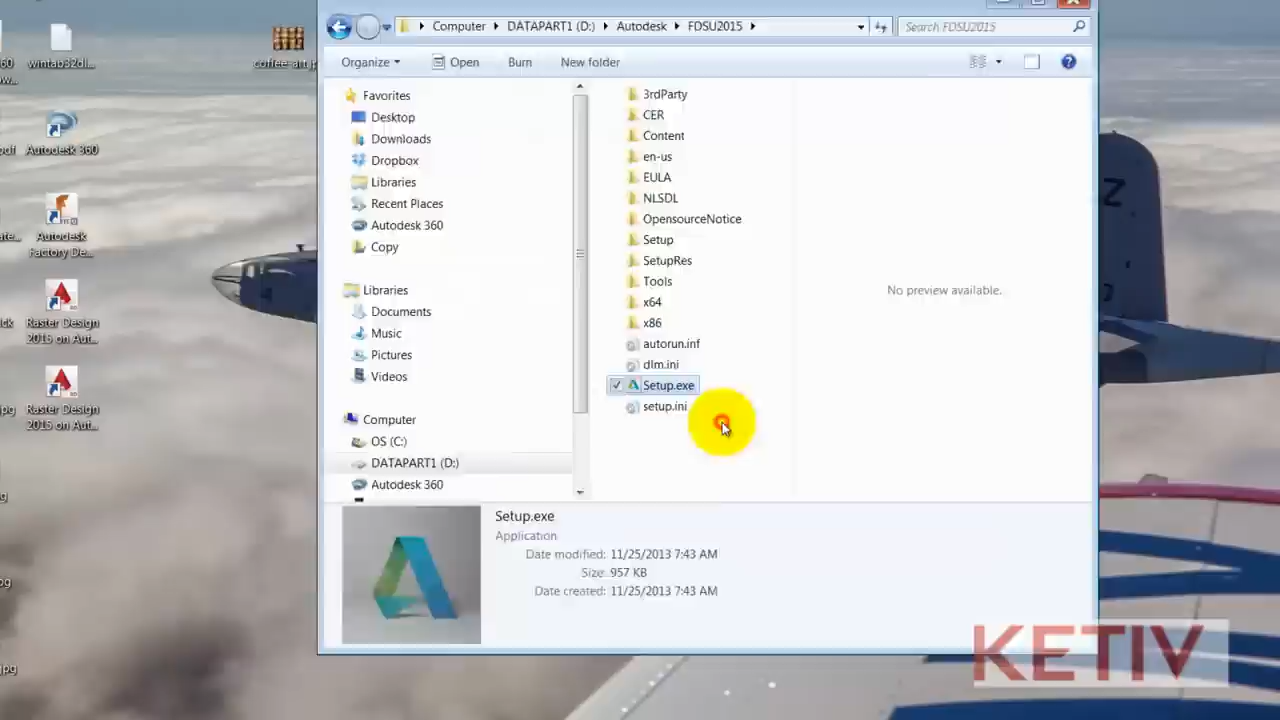 Computer
DATAPART1 (D:)
Autodesk
FDSU2015
Search FDSU2015
Organize
Open
Burn
New folder
wintab32dl...
coffee-art.j
pdf
Autodesk 360
Autodesk
Factory De...
Raster Design
2015 on Aut...
Raster Design
2015 on Aut...
Favorites
Desktop
Downloads
Dropbox
Libraries
Recent Places
Autodesk 360
Copy
Libraries
Documents
Music
Pictures
Videos
Computer
OS (C:)
DATAPART1 (D:)
Autodesk 360
3rdParty
CER
Content
en-us
EULA
NLSDL
OpensourceNotice
Setup
SetupRes
Tools
x64
x86
autorun.inf
dlm.ini
Setup.exe
setup.ini
No preview available.
Setup.exe
Application
Date modified: 11/25/2013 7:43 AM
Size: 957 KB
Date created: 11/25/2013 7:43 AM
KETIV